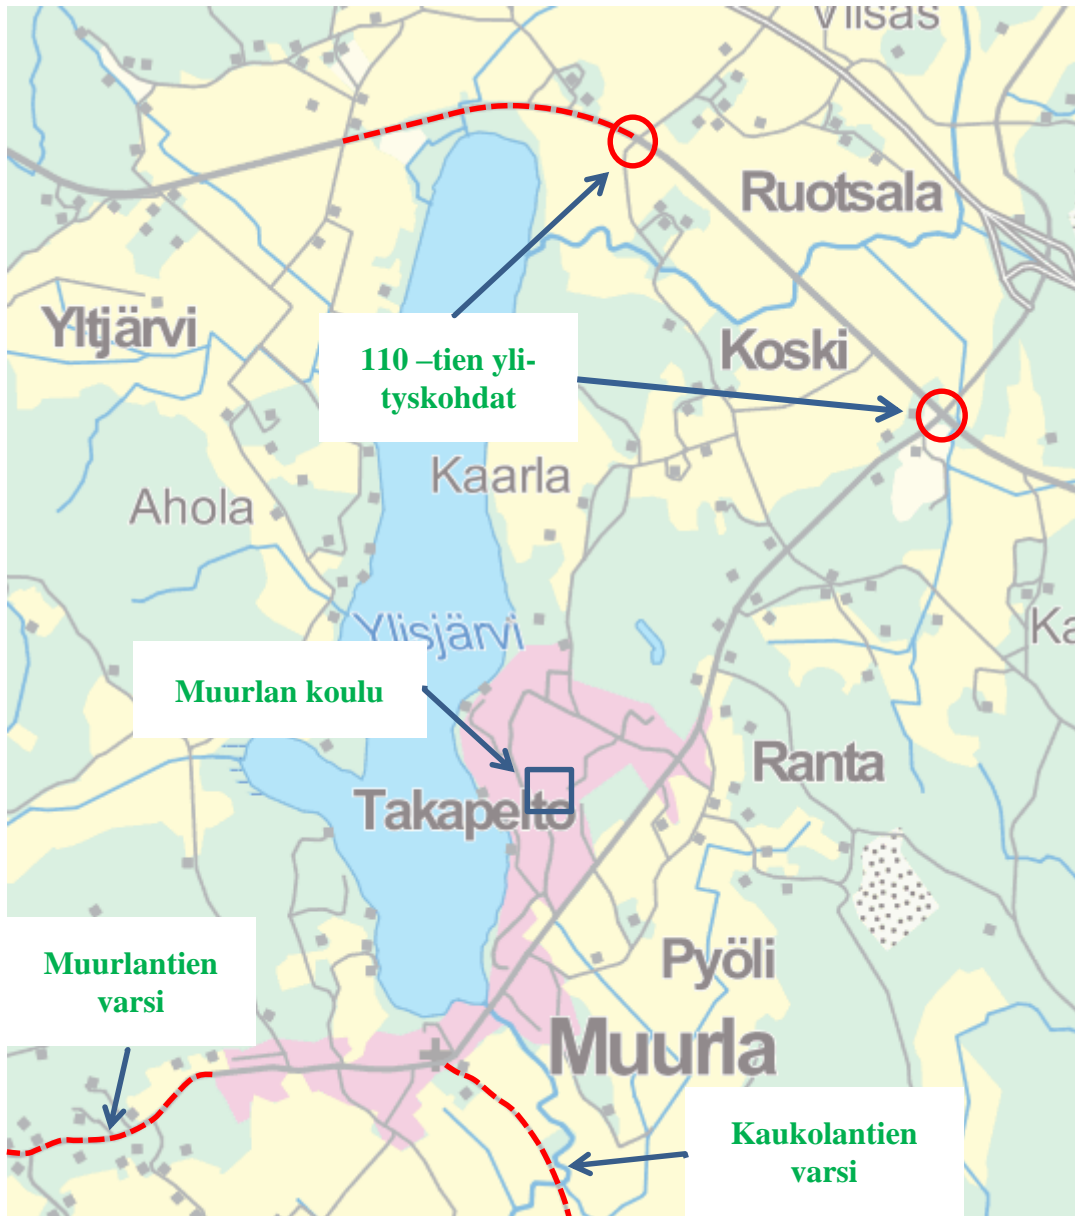 Viisas
Ruotsala
Yltjärvi
110 –tien yli-
tyskohdat
Koski
Kaarla
Ahola
Ylisjärvi
Ka
Muurlan koulu
Ranta
Takapelto
Muurlantien
varsi
Pyöli
Muurla
Kaukolantien
varsi